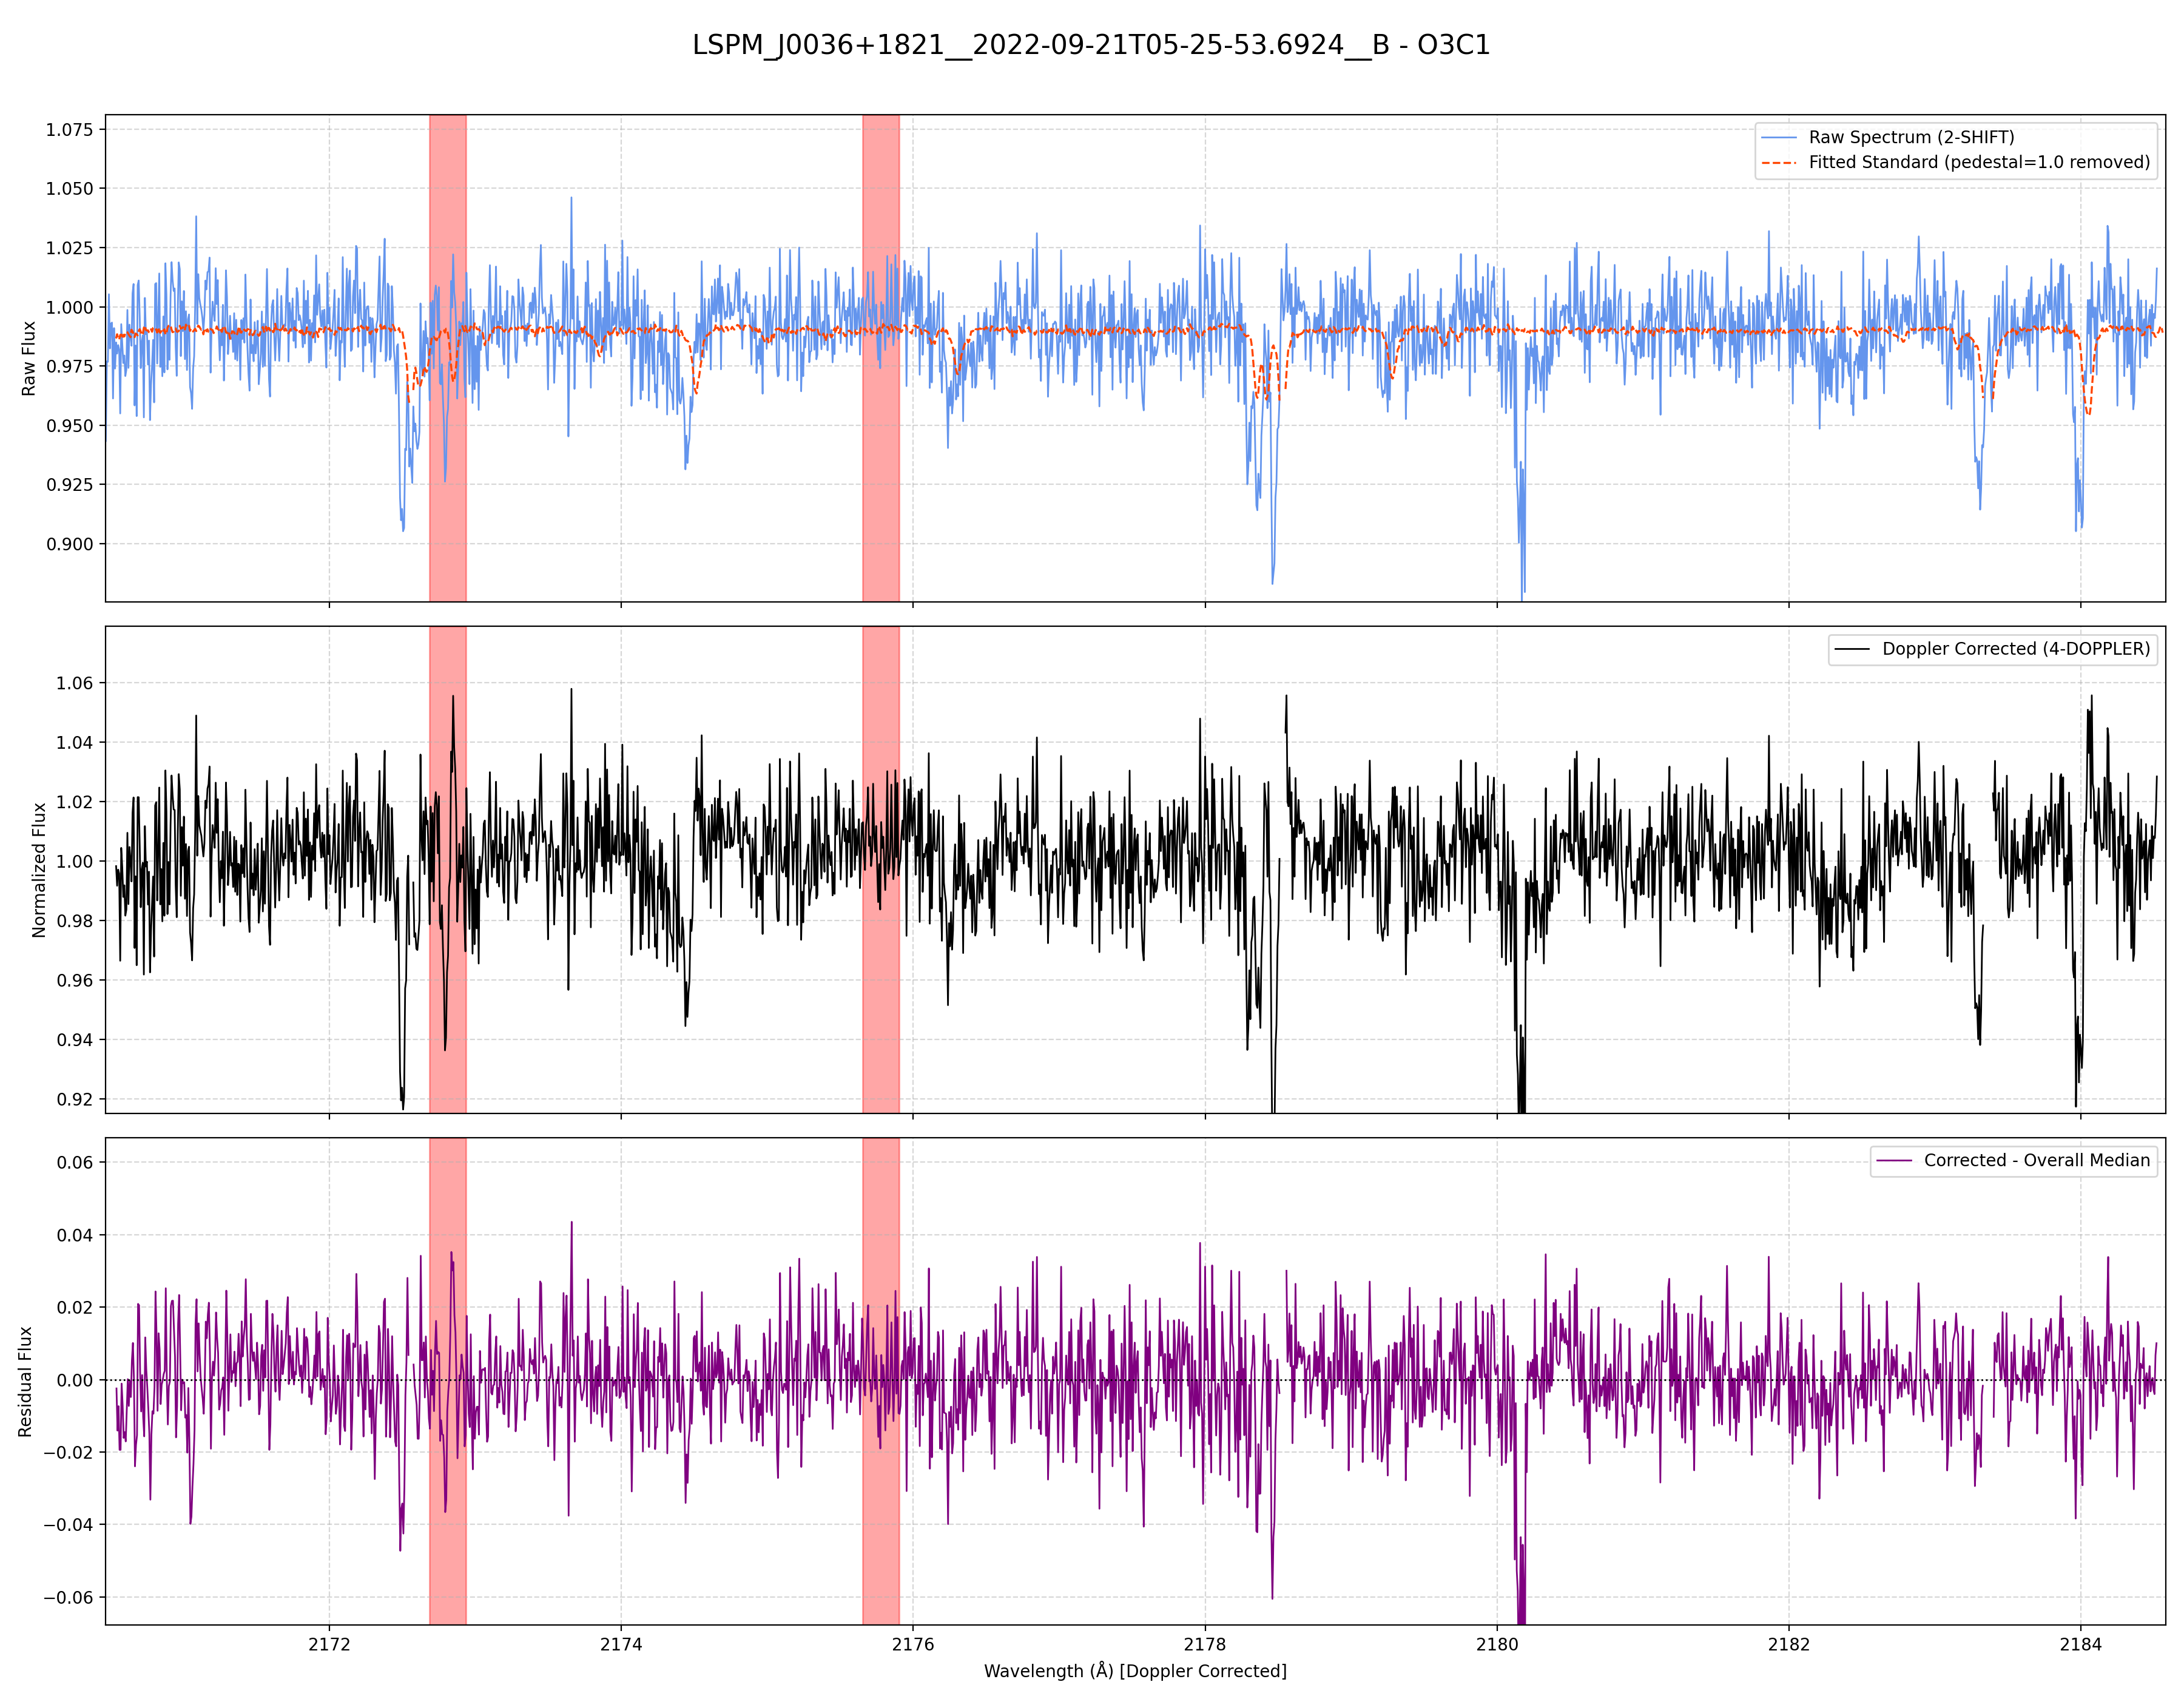 LSPM_J0036+1821__2022-09-21T05-25-53.6924__B - O3C1
Raw Flux
1.075
1.050
1.025
1.000
0.975
0.950
0.925
0.900
Raw Spectrum (2-SHIFT)
Fitted Standard (pedestal=1.0 removed)
Normalized Flux
1.06
1.04
1.02
1.00
0.98
0.96
0.94
0.92
Doppler Corrected (4-DOPPLER)
Residual Flux
0.06
0.04
0.02
0.00
−0.02
−0.04
−0.06
Corrected - Overall Median
2172 2174 2176 2178 2180 2182 2184
Wavelength (Å) [Doppler Corrected]